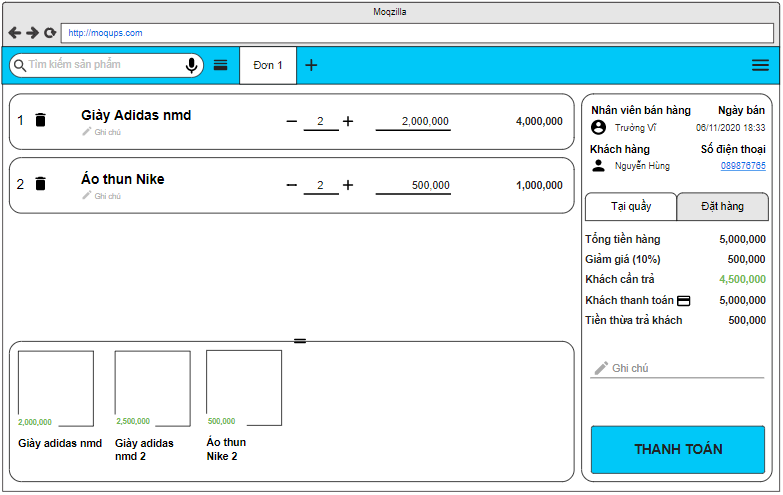 Moqzilla
http://moqups.com
Tìm kiếm sản phẩm
Đơn 1
1
Giày Adidas nmd
Ghi chú
2
2,000,000
4,000,000
2
Áo thun Nike
Ghi chú
2
500,000
1,000,000
Nhân viên bán hàng
Ngày bán
Trường Vĩ
06/11/2020 18:33
Khách hàng
Số điện thoại
Nguyễn Hùng
089876765
Tại quầy
Đặt hàng
Tổng tiền hàng
5,000,000
Giảm giá (10%)
500,000
Khách cần trả
4,500,000
Khách thanh toán
5,000,000
Tiền thừa trả khách
500,000
Ghi chú
THANH TOÁN
2,000,000
Giày adidas nmd
2,500,000
Giày adidas
nmd 2
500,000
Áo thun
Nike 2